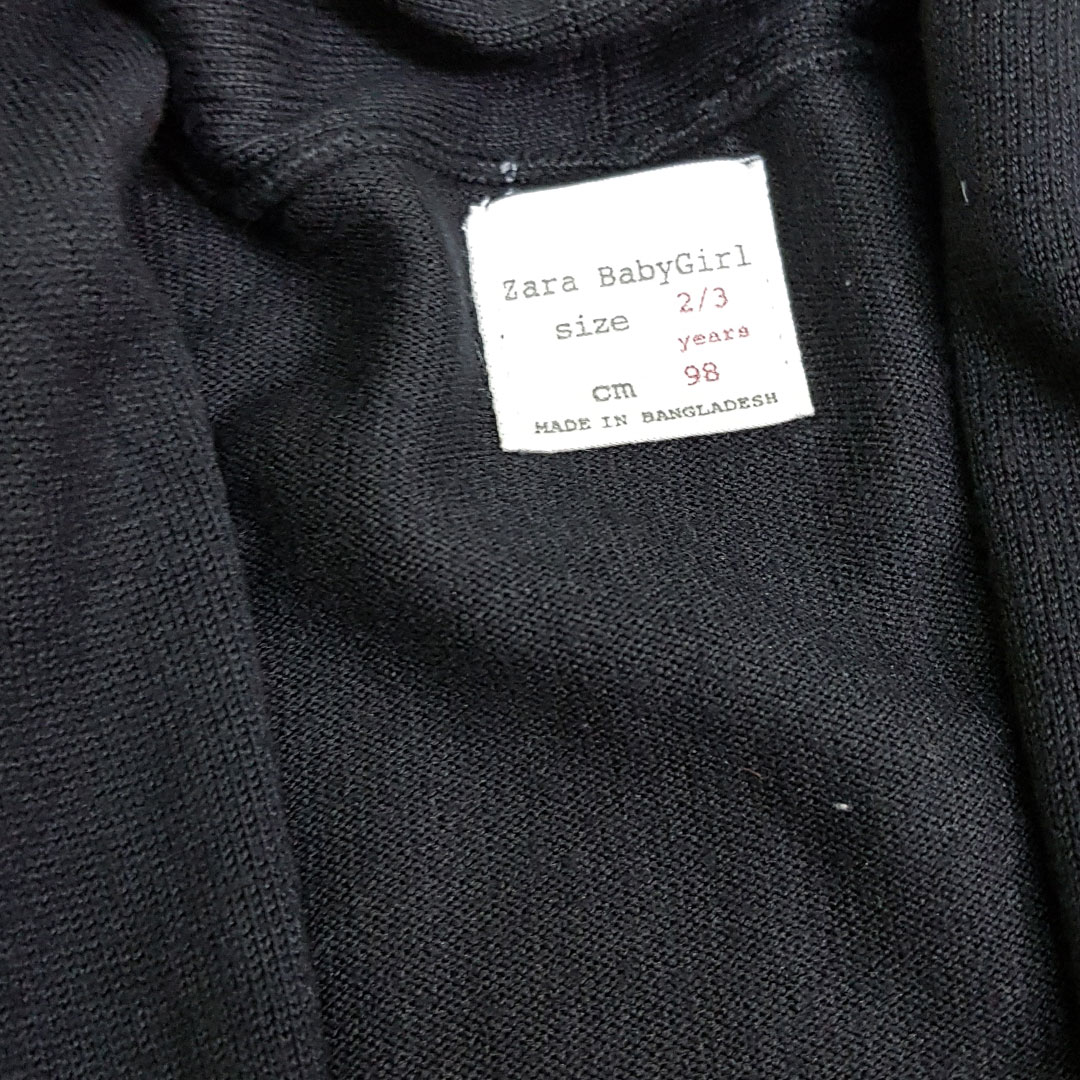 Zara BabyGirl
size 2/3
years
cm 98
MADE IN BANGLADESH